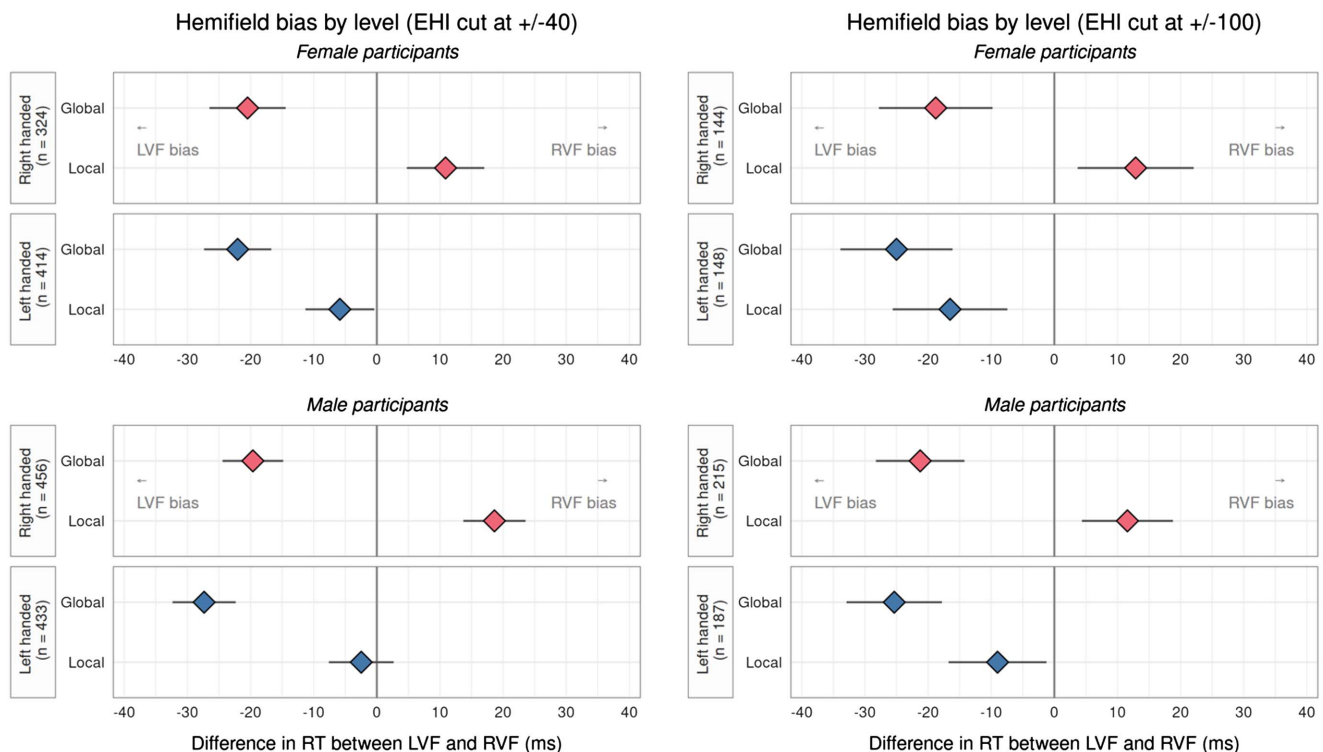 Hemifield bias by level (EHI cut at +/-40)
Female participants
Right handed
(n = 324)
Global
Local
←
LVF bias
→
RVF bias
Left handed
(n = 414)
Global
Local
-40 -30 -20 -10 0 10 20 30 40
Male participants
Right handed
(n = 456)
Global
Local
←
LVF bias
→
RVF bias
Left handed
(n = 433)
Global
Local
-40 -30 -20 -10 0 10 20 30 40
Difference in RT between LVF and RVF (ms)
Hemifield bias by level (EHI cut at +/-100)
Female participants
Right handed
(n = 144)
Global
Local
←
LVF bias
→
RVF bias
Left handed
(n = 148)
Global
Local
-40 -30 -20 -10 0 10 20 30 40
Male participants
Right handed
(n = 215)
Global
Local
←
LVF bias
→
RVF bias
Left handed
(n = 187)
Global
Local
-40 -30 -20 -10 0 10 20 30 40
Difference in RT between LVF and RVF (ms)